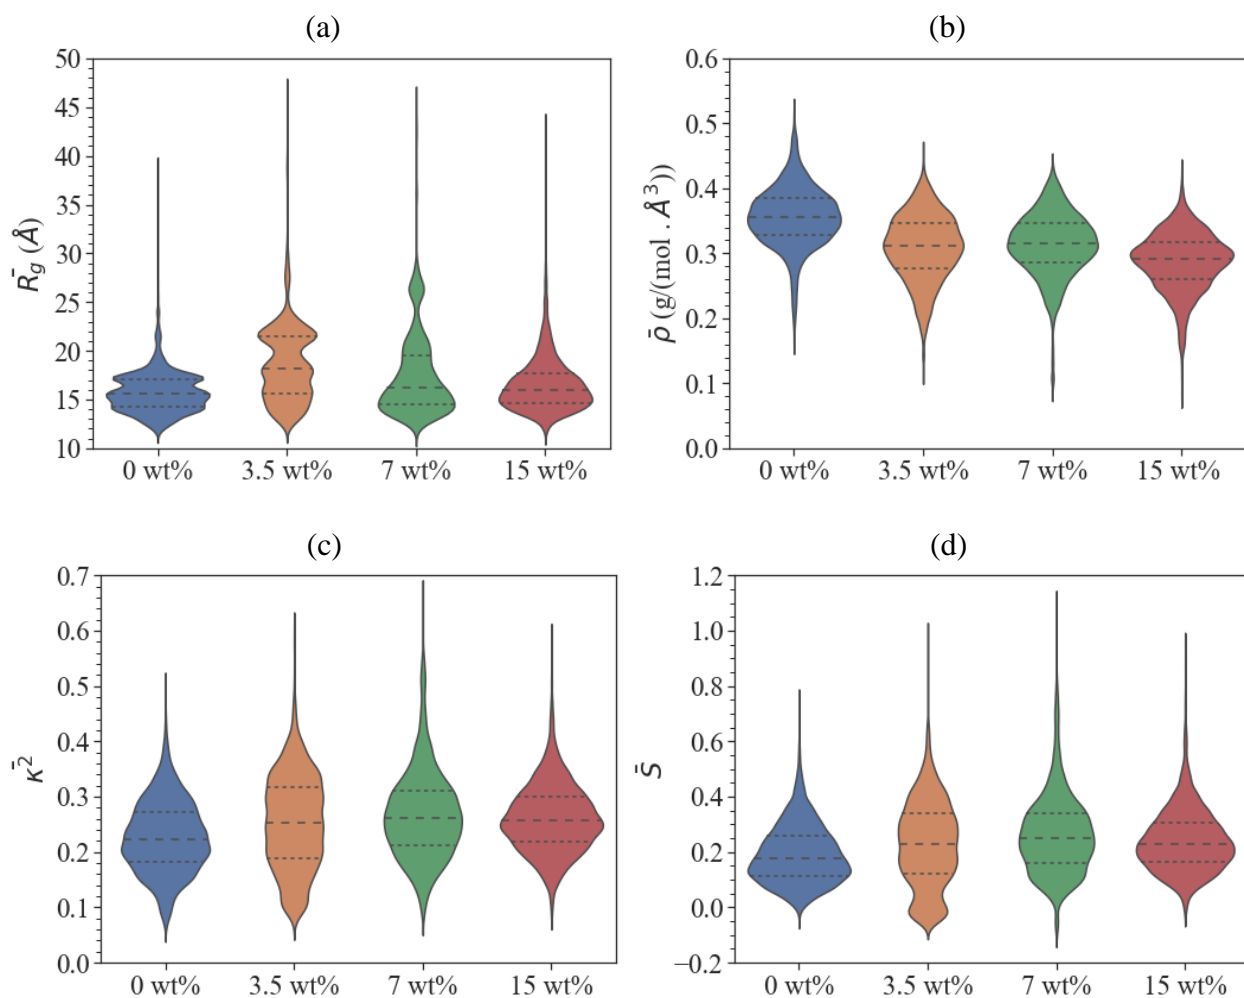 (a)
(b)
50
45
40
35
30
25
20
15
10
R̄g (Å)
0 wt%
3.5 wt%
7 wt%
15 wt%
0.6
0.5
0.4
0.3
0.2
0.1
0.0
ρ̄ (g/(mol . Å³))
0 wt%
3.5 wt%
7 wt%
15 wt%
(c)
(d)
0.7
0.6
0.5
0.4
0.3
0.2
0.1
0.0
κ̄²
0 wt%
3.5 wt%
7 wt%
15 wt%
1.2
1.0
0.8
0.6
0.4
0.2
0.0
−0.2
S̄
0 wt%
3.5 wt%
7 wt%
15 wt%